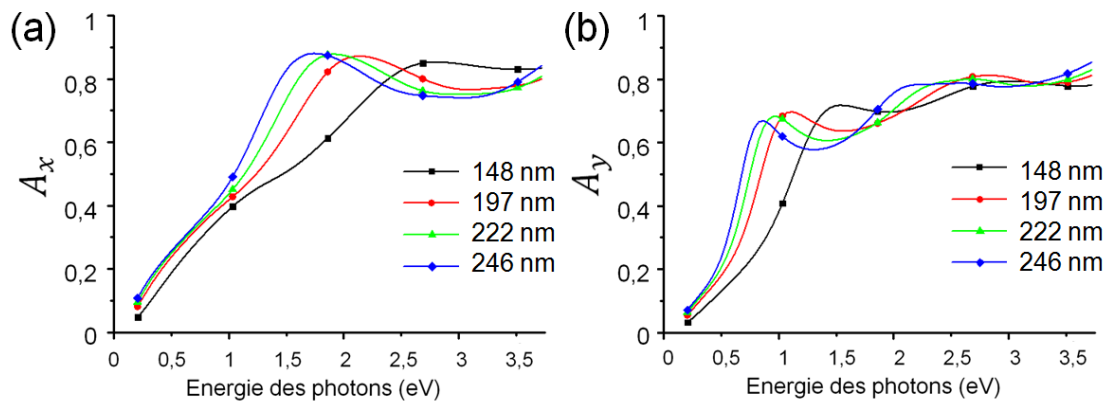 (a)
A_x
1
0,8
0,6
0,4
0,2
0
0
0,5
1
1,5
2
2,5
3
3,5
Energie des photons (eV)
148 nm
197 nm
222 nm
246 nm
(b)
A_y
1
0,8
0,6
0,4
0,2
0
0
0,5
1
1,5
2
2,5
3
3,5
Energie des photons (eV)
148 nm
197 nm
222 nm
246 nm